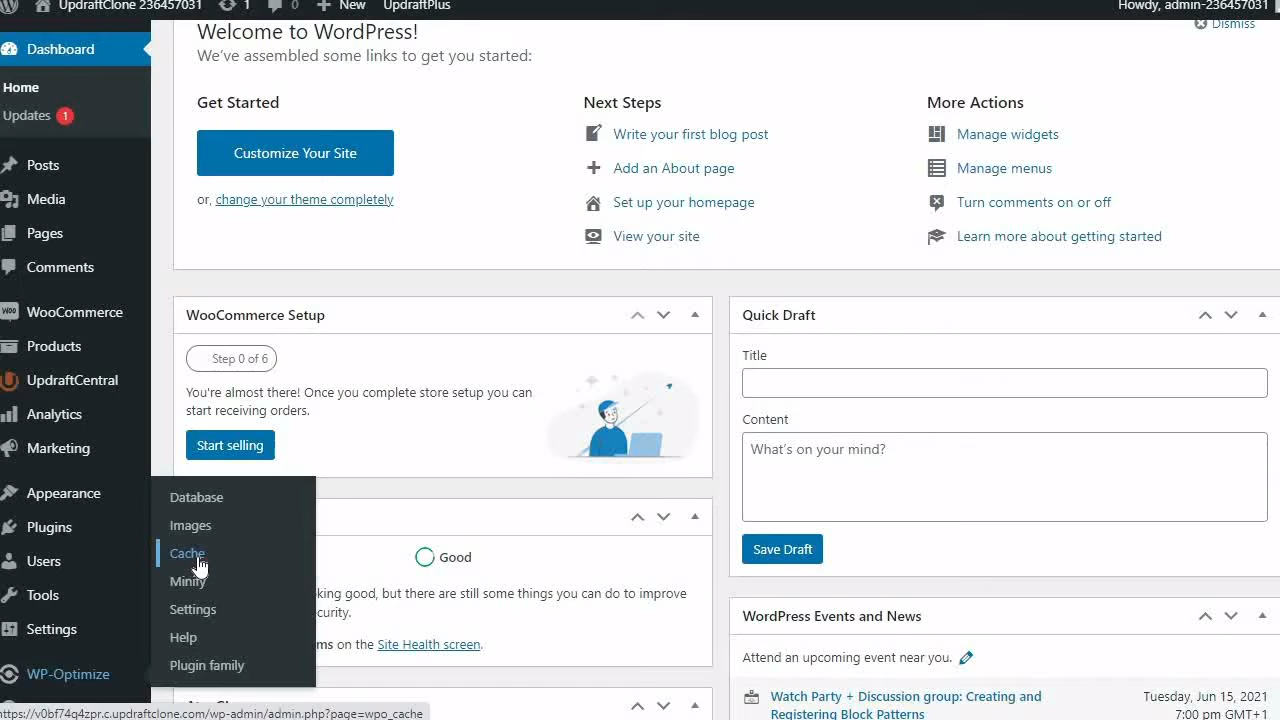 UpdraftClone 236457031
1
0
New
UpdraftPlus
Howdy, admin-236457031
Dashboard
Home
Updates 1
Posts
Media
Pages
Comments
WooCommerce
Products
UpdraftCentral
Analytics
Marketing
Appearance
Plugins
Users
Tools
Settings
WP-Optimize
Database
Images
Cache
Minify
Settings
Help
Plugin family
Welcome to WordPress!
Dismiss
We've assembled some links to get you started:
Get Started
Customize Your Site
or, change your theme completely
Next Steps
Write your first blog post
Add an About page
Set up your homepage
View your site
More Actions
Manage widgets
Manage menus
Turn comments on or off
Learn more about getting started
WooCommerce Setup
Step 0 of 6
You're almost there! Once you complete store setup you can
start receiving orders.
Start selling
Good
king good, but there are still some things you can do to improve
curity.
ms on the Site Health screen.
Quick Draft
Title
Content
What's on your mind?
Save Draft
WordPress Events and News
Attend an upcoming event near you.
Watch Party + Discussion group: Creating and
Registering Block Patterns
Tuesday, Jun 15, 2021
7:00 pm GMT+1
https://v0bf74q4zpr.c.updraftclone.com/wp-admin/admin.php?page=wpo_cache